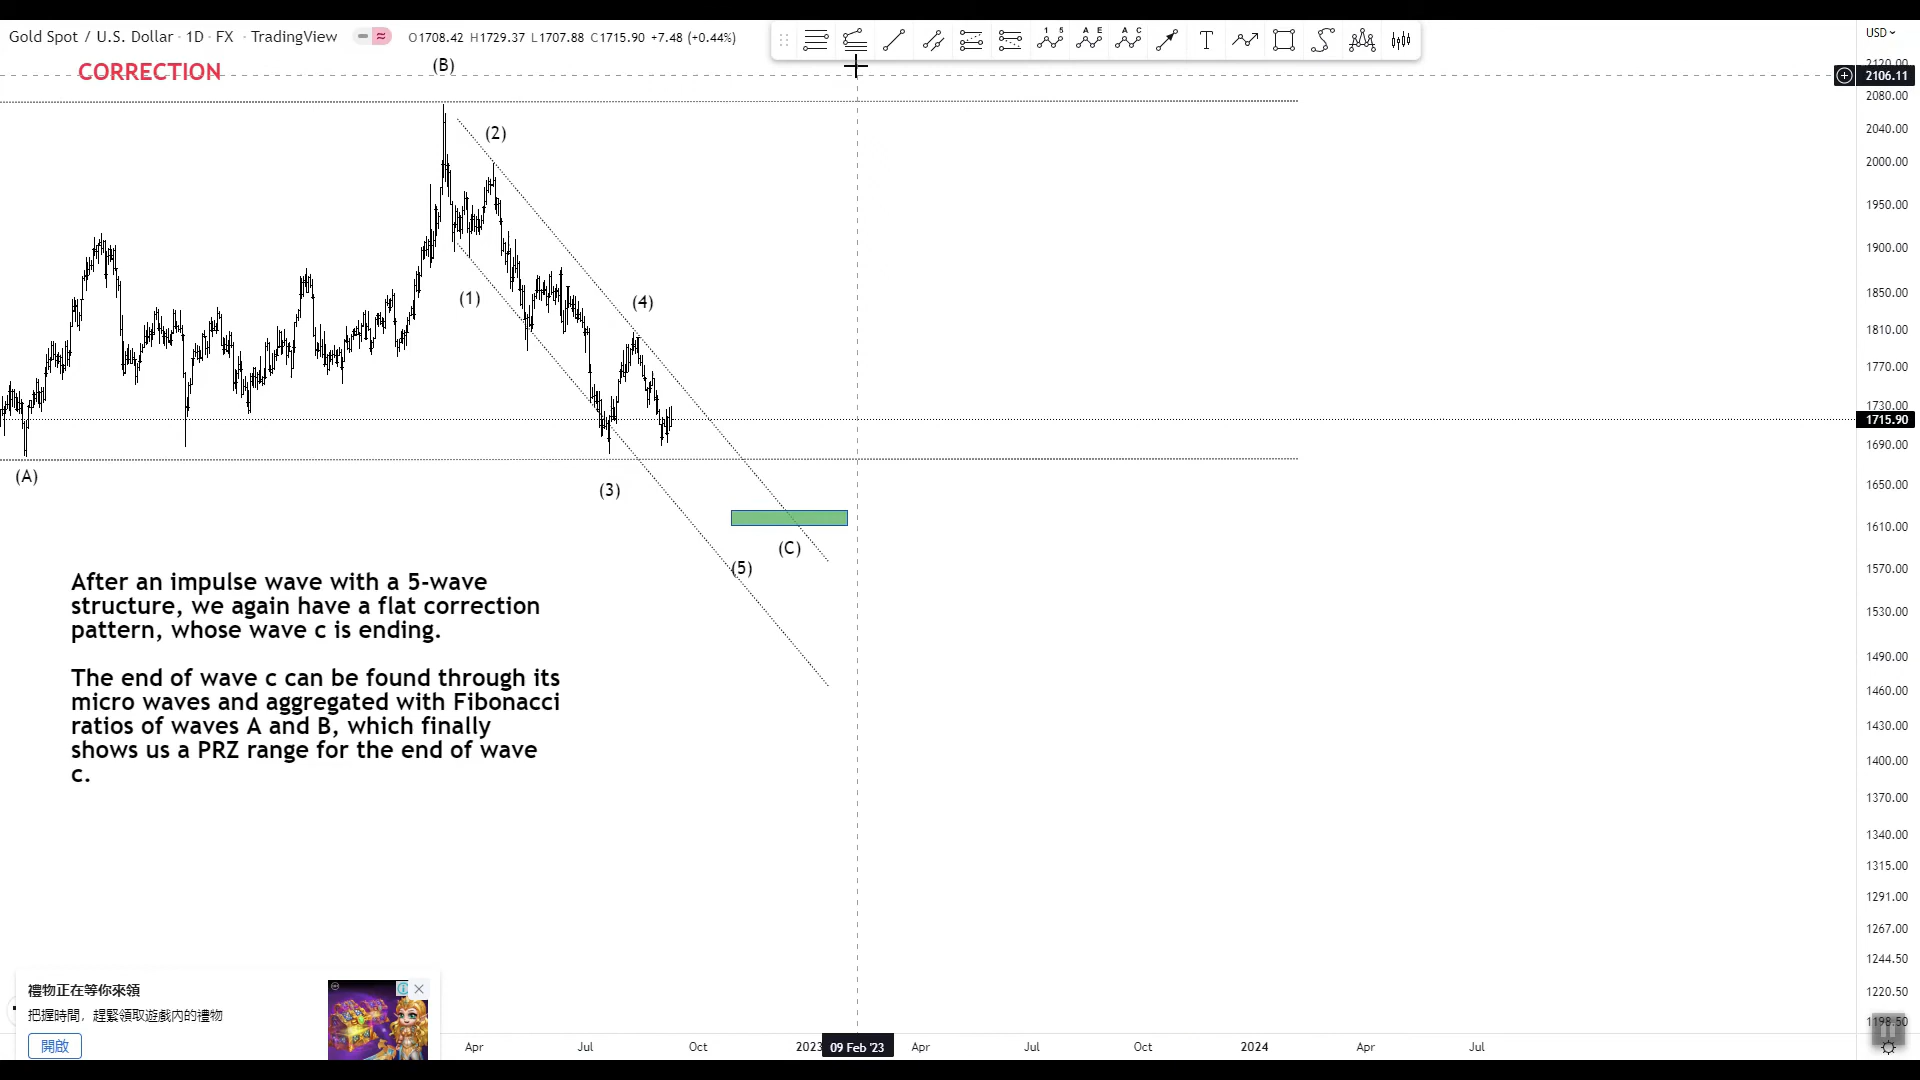 Gold Spot / U.S. Dollar · 1D · FX · TradingView
O1708.42 H1729.37 L1707.88 C1715.90 +7.48 (+0.44%)
1 5
A E
A C
T
USD
CORRECTION
(B)
(2)
(1)
(4)
(A)
(3)
(C)
(5)
After an impulse wave with a 5-wave
structure, we again have a flat correction
pattern, whose wave c is ending.
The end of wave c can be found through its
micro waves and aggregated with Fibonacci
ratios of waves A and B, which finally
shows us a PRZ range for the end of wave
c.
2120.00
2106.11
2080.00
2040.00
2000.00
1950.00
1900.00
1850.00
1810.00
1770.00
1730.00
1715.90
1690.00
1650.00
1610.00
1570.00
1530.00
1490.00
1460.00
1430.00
1400.00
1370.00
1340.00
1315.00
1291.00
1267.00
1244.50
1220.50
1198.50
禮物正在等你來領
把握時間，趕緊領取遊戲內的禮物
開啟
Apr
Jul
Oct
2023
09 Feb '23
Apr
Jul
Oct
2024
Apr
Jul